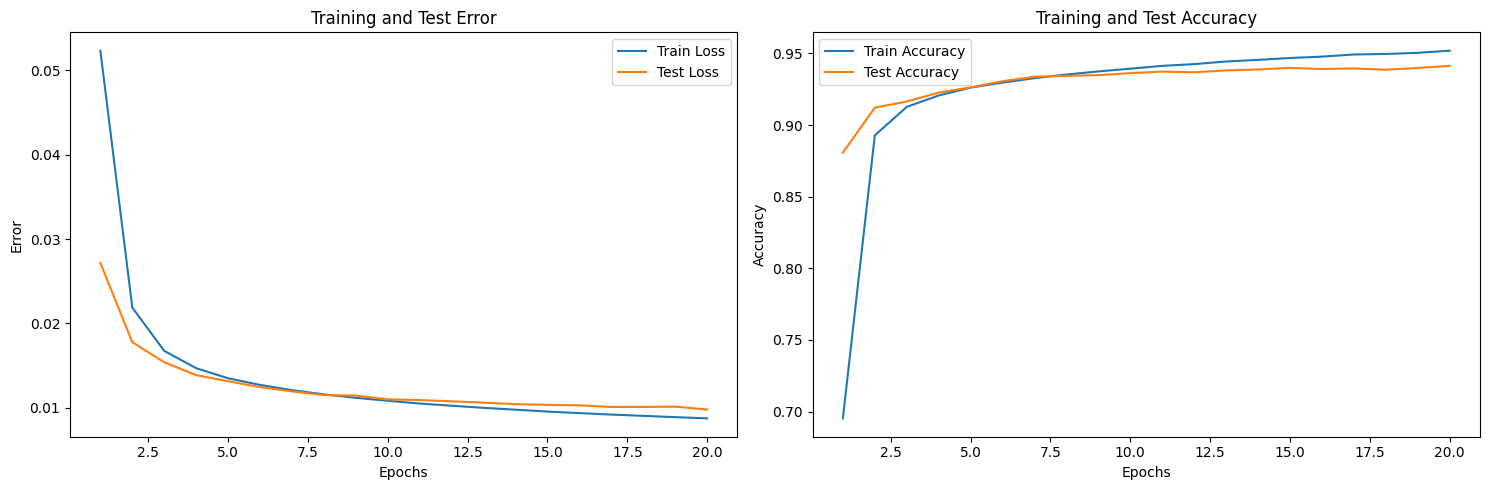 Training and Test Error
Train Loss
Test Loss
Error
0.05
0.04
0.03
0.02
0.01
2.5 5.0 7.5 10.0 12.5 15.0 17.5 20.0
Epochs
Training and Test Accuracy
Train Accuracy
Test Accuracy
Accuracy
0.95
0.90
0.85
0.80
0.75
0.70
2.5 5.0 7.5 10.0 12.5 15.0 17.5 20.0
Epochs